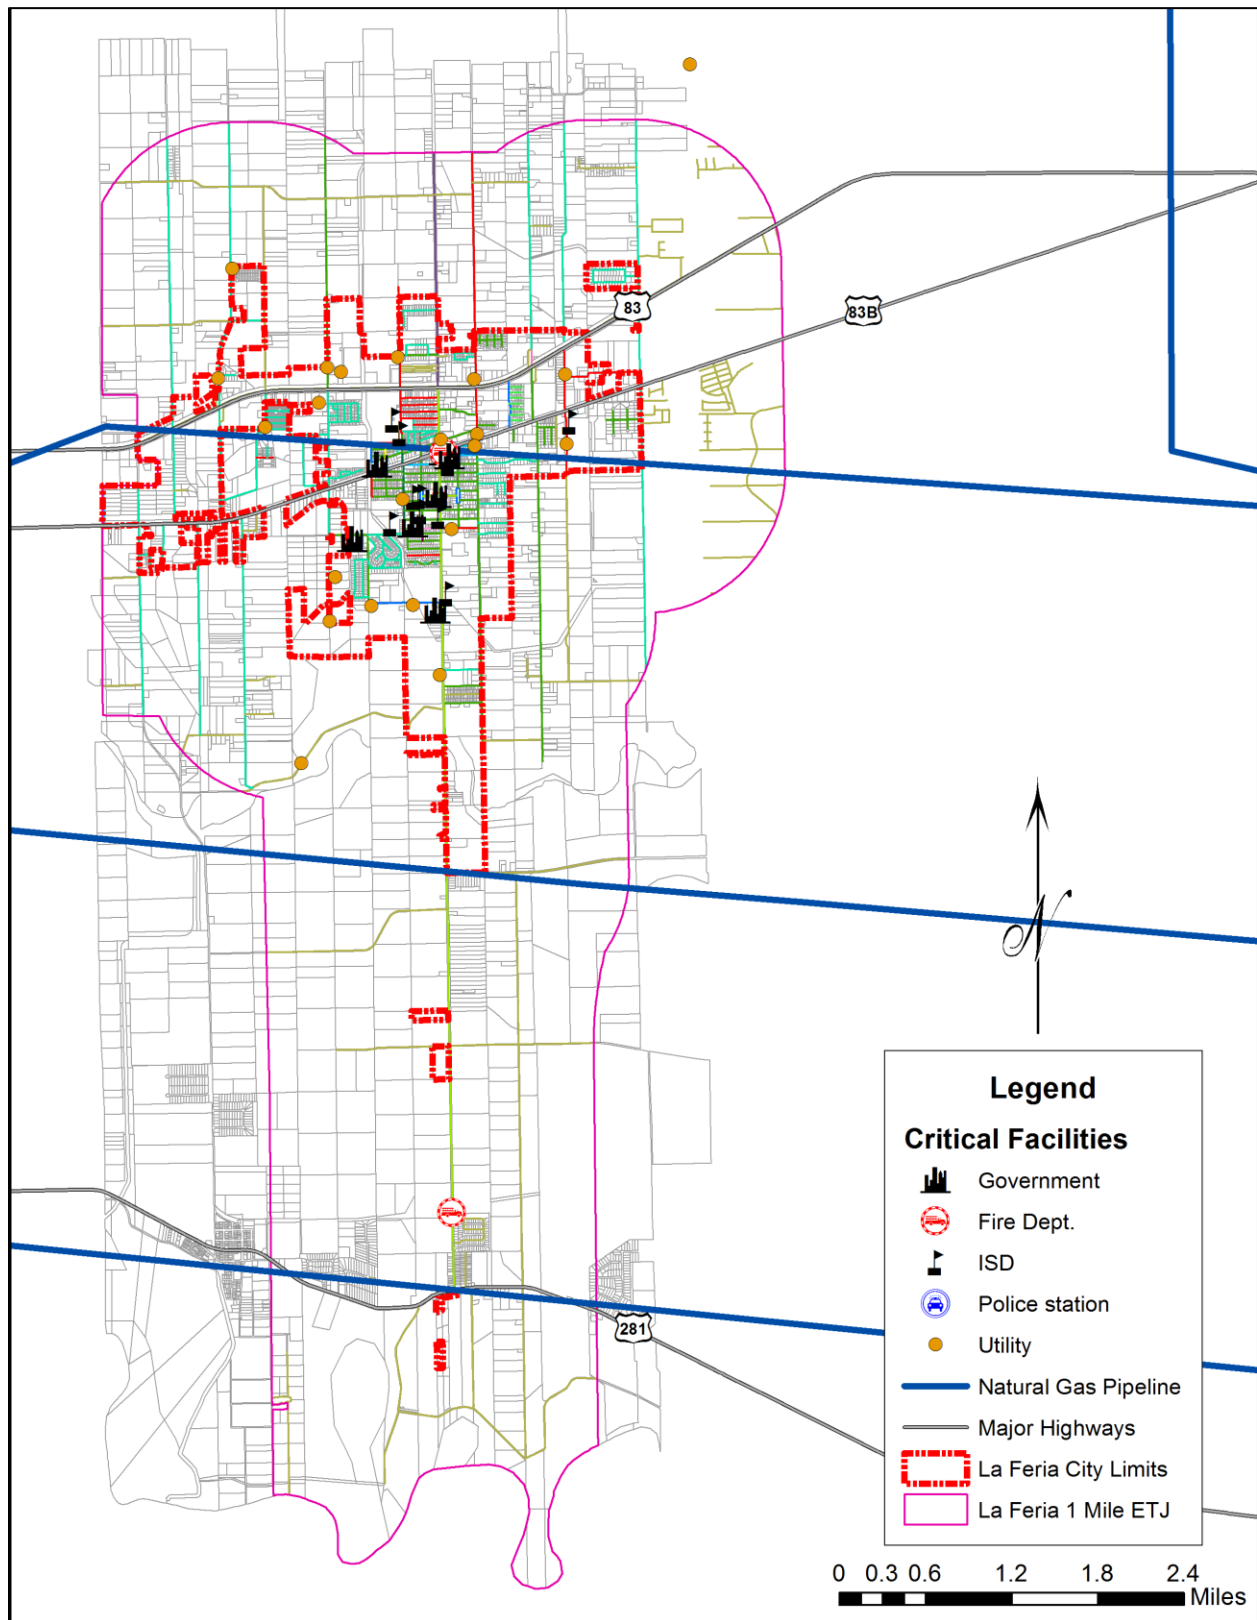 83
83B
N
Legend
Critical Facilities
Government
Fire Dept.
ISD
Police station
Utility
Natural Gas Pipeline
281
Major Highways
La Feria City Limits
La Feria 1 Mile ETJ
0 0.3 0.6 1.2 1.8 2.4
Miles